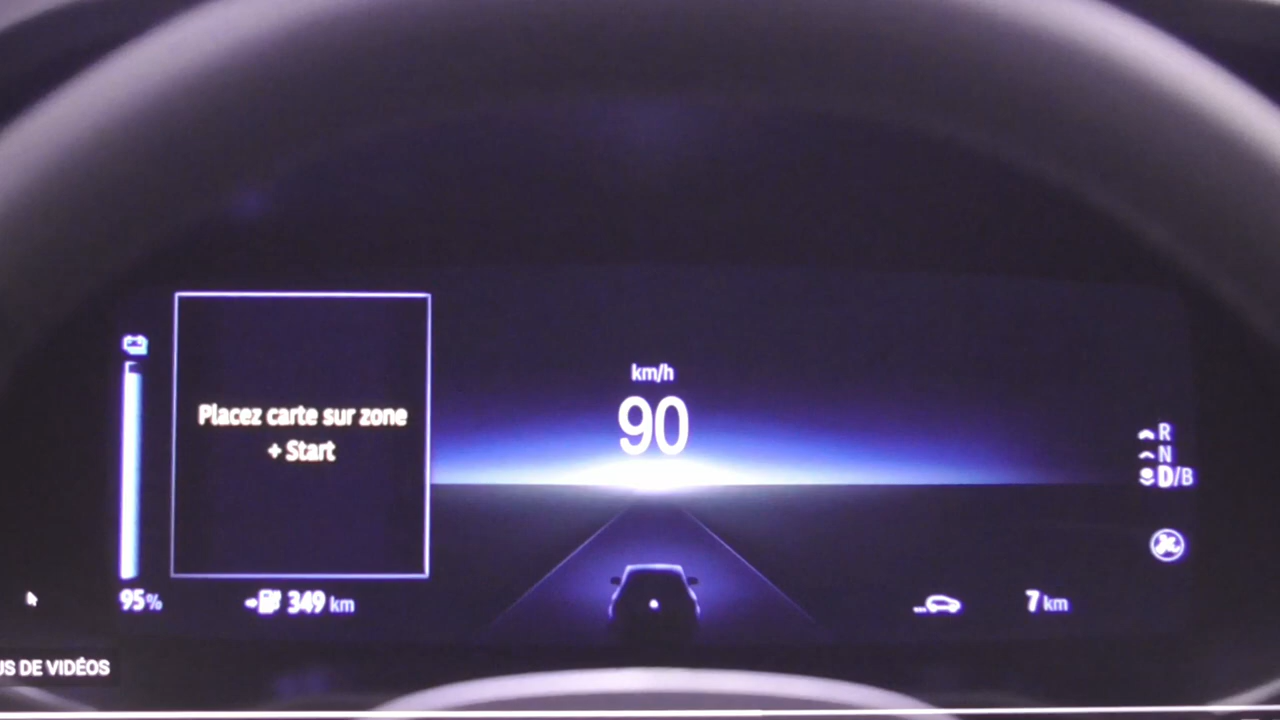 km/h
90
Placez carte sur zone
+ Start
R
N
D/B
95%
349 km
7 km
US DE VIDÉOS